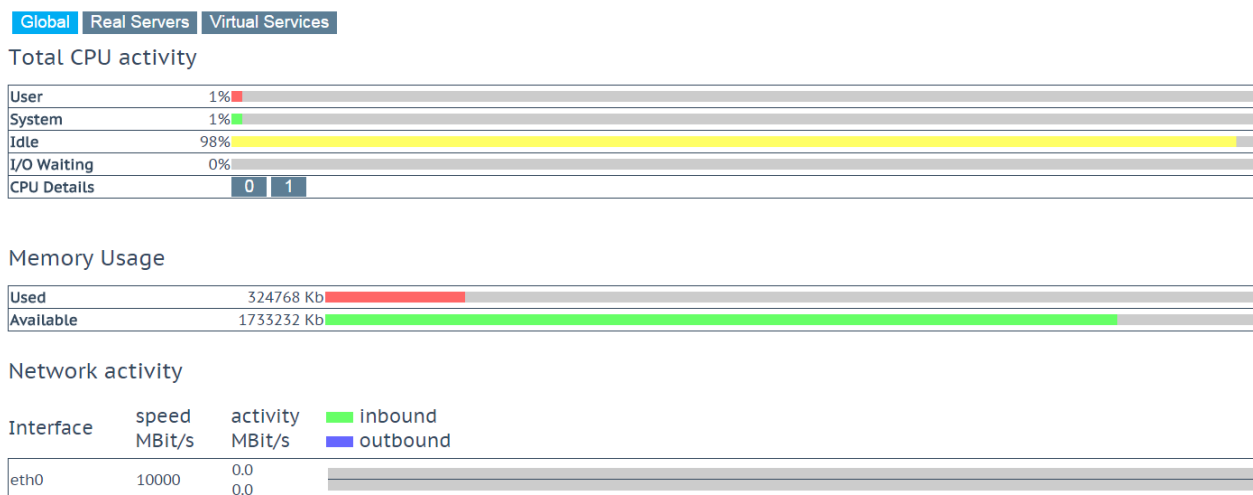 Global Real Servers Virtual Services
Total CPU activity
User 1%
System 1%
Idle 98%
I/O Waiting 0%
CPU Details 0 1
Memory Usage
Used 324768 Kb
Available 1733232 Kb
Network activity
Interface speed MBit/s activity MBit/s inbound outbound
eth0 10000 0.0
0.0